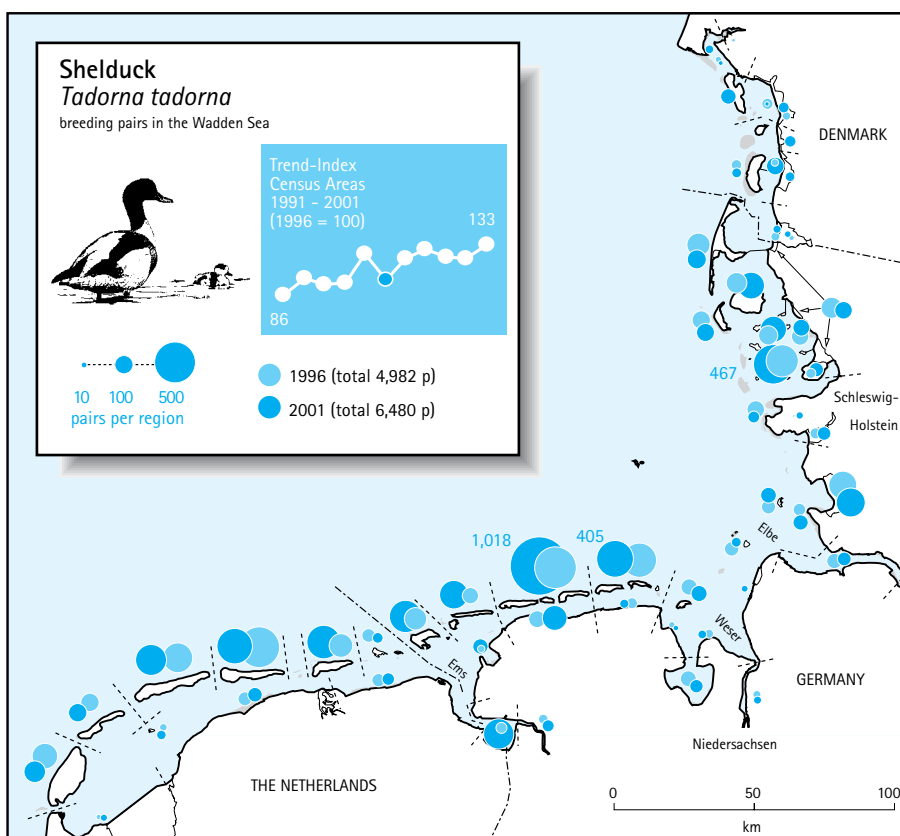 Shelduck
Tadorna tadorna
breeding pairs in the Wadden Sea
Trend-Index
Census Areas
1991 - 2001
(1996 = 100)
133
86
10 100 500
pairs per region
1996 (total 4,982 p)
2001 (total 6,480 p)
DENMARK
467
Schleswig-
Holstein
1,018
405
Elbe
Weser
Ems
GERMANY
Niedersachsen
THE NETHERLANDS
0 50 100
km